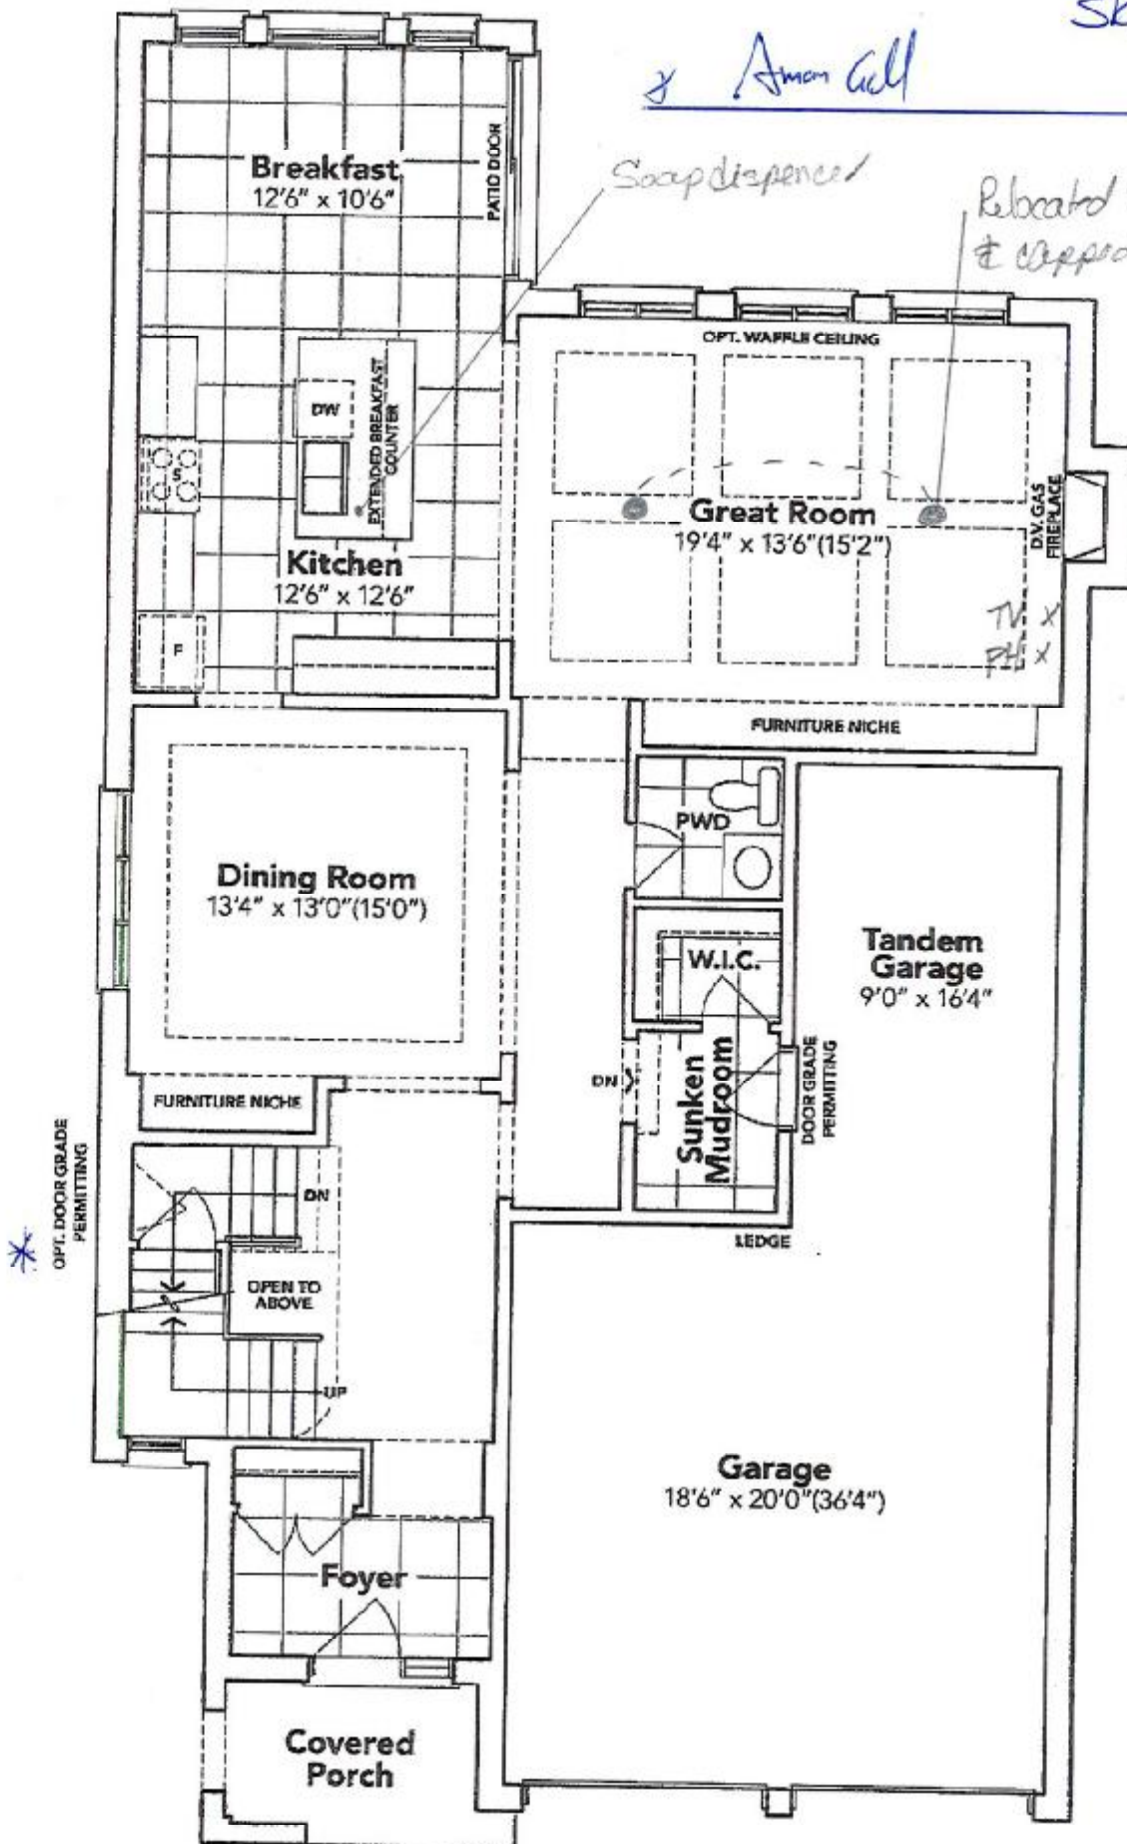 Sk
x Aman Gill
Breakfast
12'6" x 10'6"
PATIO DOOR
Soap dispencer
Relocated
& capped
OPT. WAFFLE CEILING
DW
EXTENDED BREAKFAST
COUNTER
S
Great Room
19'4" x 13'6"(15'2")
D.V. GAS
FIREPLACE
Kitchen
12'6" x 12'6"
TV x
PH x
F
FURNITURE NICHE
PWD
Dining Room
13'4" x 13'0"(15'0")
W.I.C.
Tandem
Garage
9'0" x 16'4"
DN
Sunken
Mudroom
DOOR GRADE
PERMITTING
FURNITURE NICHE
* OPT. DOOR GRADE
PERMITTING
DN
LEDGE
OPEN TO
ABOVE
UP
Garage
18'6" x 20'0"(36'4")
Foyer
Covered
Porch